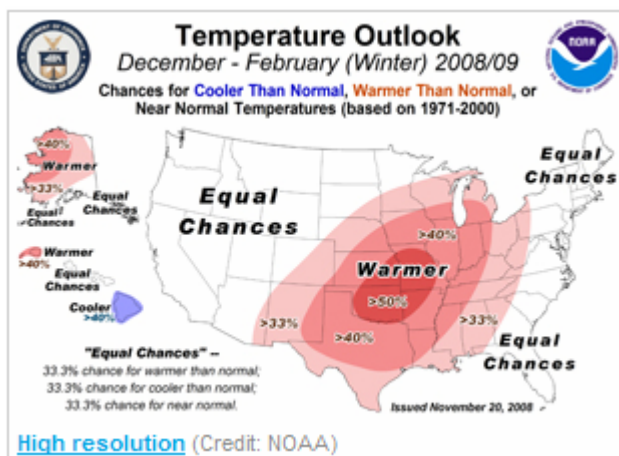 Temperature Outlook
December - February (Winter) 2008/09
Chances for Cooler Than Normal, Warmer Than Normal, or
Near Normal Temperatures (based on 1971-2000)
NOAA
>40%
Warmer
>33%
Equal
Chances
Equal
Chances
Warmer
>40%
Equal
Chances
Cooler
>40%
Equal
Chances
Equal
Chances
>40%
Warmer
>50%
>33%
>40%
>33%
Equal
Chances
"Equal Chances" --
33.3% chance for warmer than normal;
33.3% chance for cooler than normal;
33.3% chance for near normal.
Issued November 20, 2008
High resolution (Credit: NOAA)